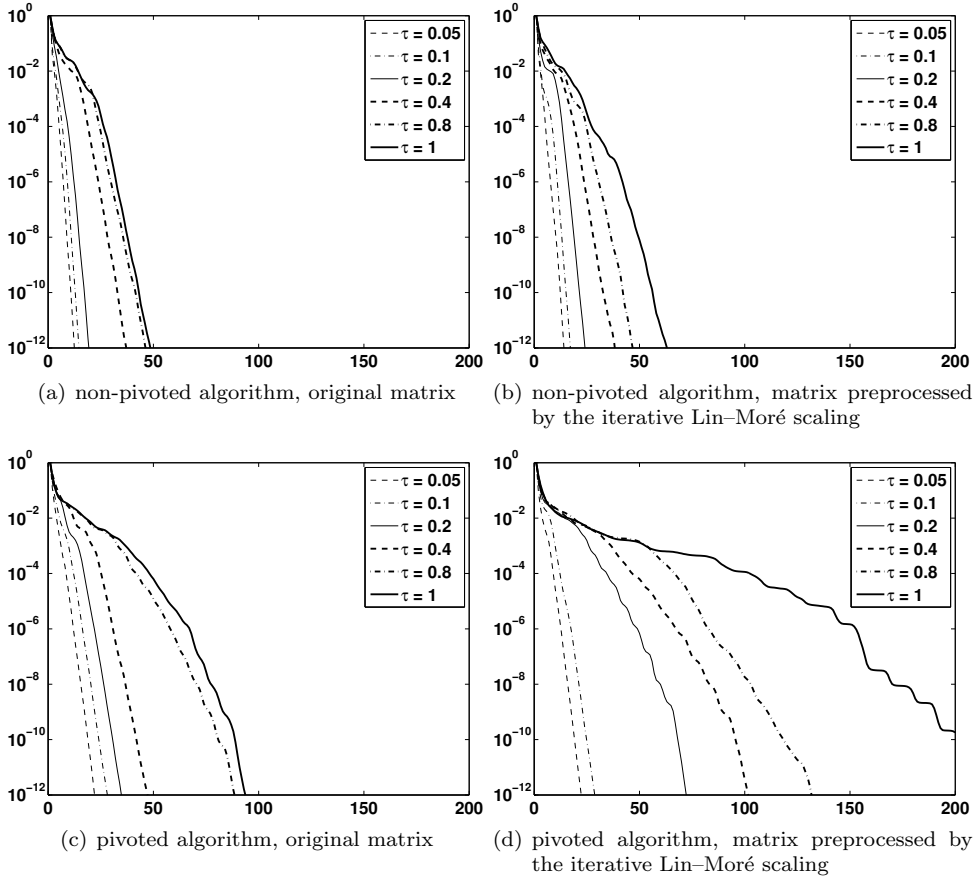 10^0
10^-2
10^-4
10^-6
10^-8
10^-10
10^-12
0 50 100 150 200
τ = 0.05
τ = 0.1
τ = 0.2
τ = 0.4
τ = 0.8
τ = 1
(a) non-pivoted algorithm, original matrix
10^0
10^-2
10^-4
10^-6
10^-8
10^-10
10^-12
0 50 100 150 200
τ = 0.05
τ = 0.1
τ = 0.2
τ = 0.4
τ = 0.8
τ = 1
(b) non-pivoted algorithm, matrix preprocessed
by the iterative Lin–Moré scaling
10^0
10^-2
10^-4
10^-6
10^-8
10^-10
10^-12
0 50 100 150 200
τ = 0.05
τ = 0.1
τ = 0.2
τ = 0.4
τ = 0.8
τ = 1
(c) pivoted algorithm, original matrix
10^0
10^-2
10^-4
10^-6
10^-8
10^-10
10^-12
0 50 100 150 200
τ = 0.05
τ = 0.1
τ = 0.2
τ = 0.4
τ = 0.8
τ = 1
(d) pivoted algorithm, matrix preprocessed by
the iterative Lin–Moré scaling